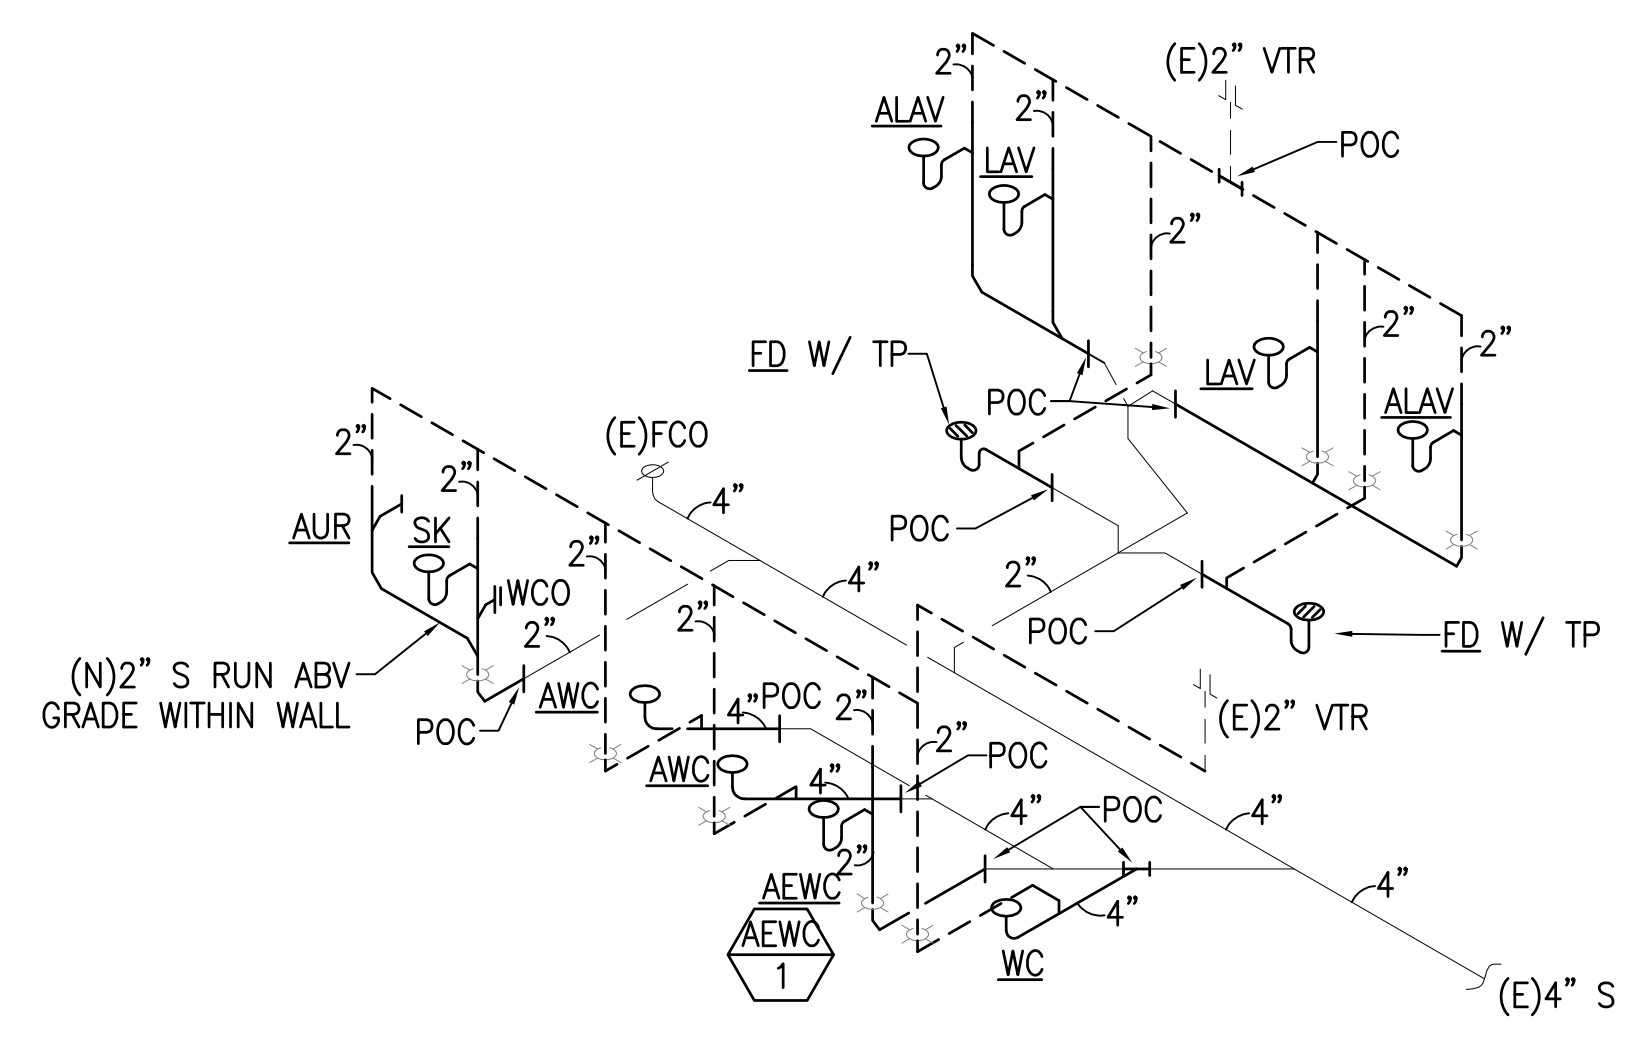 2"
(E)2" VTR
ALAV
2"
POC
LAV
2"
2"
FD W/ TP
2"
LAV
POC
ALAV
2"
(E)FCO
2"
4"
AUR
SK
POC
2"
2"
4"
WCO
2"
2"
POC
FD W/ TP
(N)2" S RUN ABV
GRADE WITHIN WALL
AWC
POC
4"
2"
(E)2" VTR
POC
2"
POC
AWC
4"
4"
POC
4"
2"
AEWC
4"
4"
AEWC
1
WC
(E)4" S